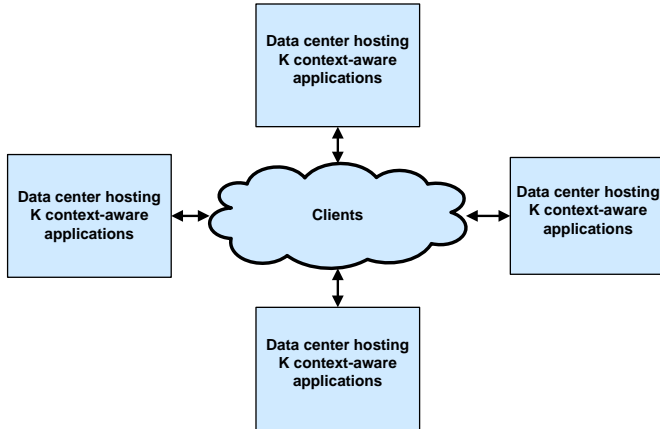 Data center hosting
K context-aware
applications
Data center hosting
K context-aware
applications
Clients
Data center hosting
K context-aware
applications
Data center hosting
K context-aware
applications